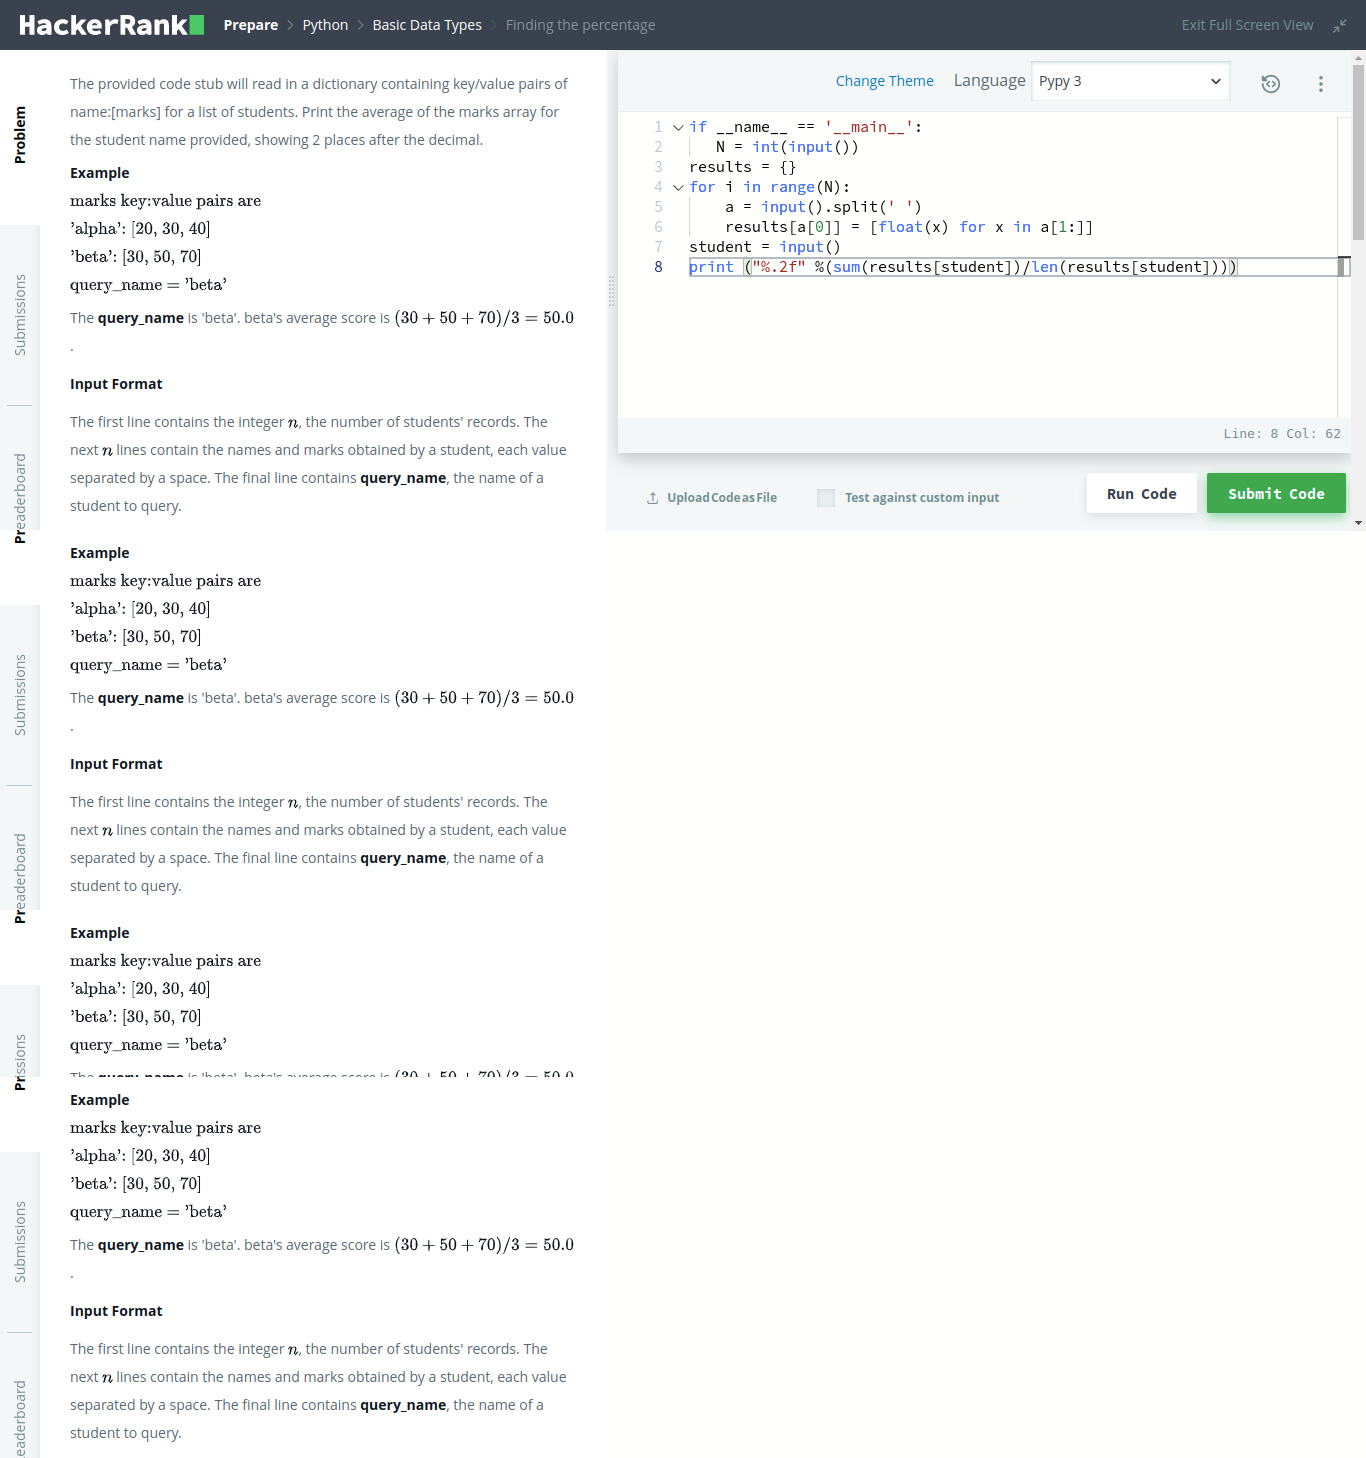 HackerRank Prepare > Python > Basic Data Types > Finding the percentage
Exit Full Screen View
Problem
Submissions
Preaderboard
Submissions
Preaderboard
Prissions
Submissions
eaderboard
The provided code stub will read in a dictionary containing key/value pairs of
name:[marks] for a list of students. Print the average of the marks array for
the student name provided, showing 2 places after the decimal.
Example
marks key:value pairs are
'alpha': [20, 30, 40]
'beta': [30, 50, 70]
query_name = 'beta'
The query_name is 'beta'. beta's average score is (30 + 50 + 70)/3 = 50.0
.
Input Format
The first line contains the integer n, the number of students' records. The
next n lines contain the names and marks obtained by a student, each value
separated by a space. The final line contains query_name, the name of a
student to query.
Example
marks key:value pairs are
'alpha': [20, 30, 40]
'beta': [30, 50, 70]
query_name = 'beta'
The query_name is 'beta'. beta's average score is (30 + 50 + 70)/3 = 50.0
.
Input Format
The first line contains the integer n, the number of students' records. The
next n lines contain the names and marks obtained by a student, each value
separated by a space. The final line contains query_name, the name of a
student to query.
Example
marks key:value pairs are
'alpha': [20, 30, 40]
'beta': [30, 50, 70]
query_name = 'beta'
The query_name is 'beta'. beta's average score is (30 + 50 + 70)/3 = 50.0
Example
marks key:value pairs are
'alpha': [20, 30, 40]
'beta': [30, 50, 70]
query_name = 'beta'
The query_name is 'beta'. beta's average score is (30 + 50 + 70)/3 = 50.0
.
Input Format
The first line contains the integer n, the number of students' records. The
next n lines contain the names and marks obtained by a student, each value
separated by a space. The final line contains query_name, the name of a
student to query.
Change Theme Language Pypy 3
1 if __name__ == '__main__':
2 N = int(input())
3 results = {}
4 for i in range(N):
5 a = input().split(' ')
6 results[a[0]] = [float(x) for x in a[1:]]
7 student = input()
8 print ("%.2f" %(sum(results[student])/len(results[student])))
Line: 8 Col: 62
Upload Code as File
Test against custom input
Run Code
Submit Code